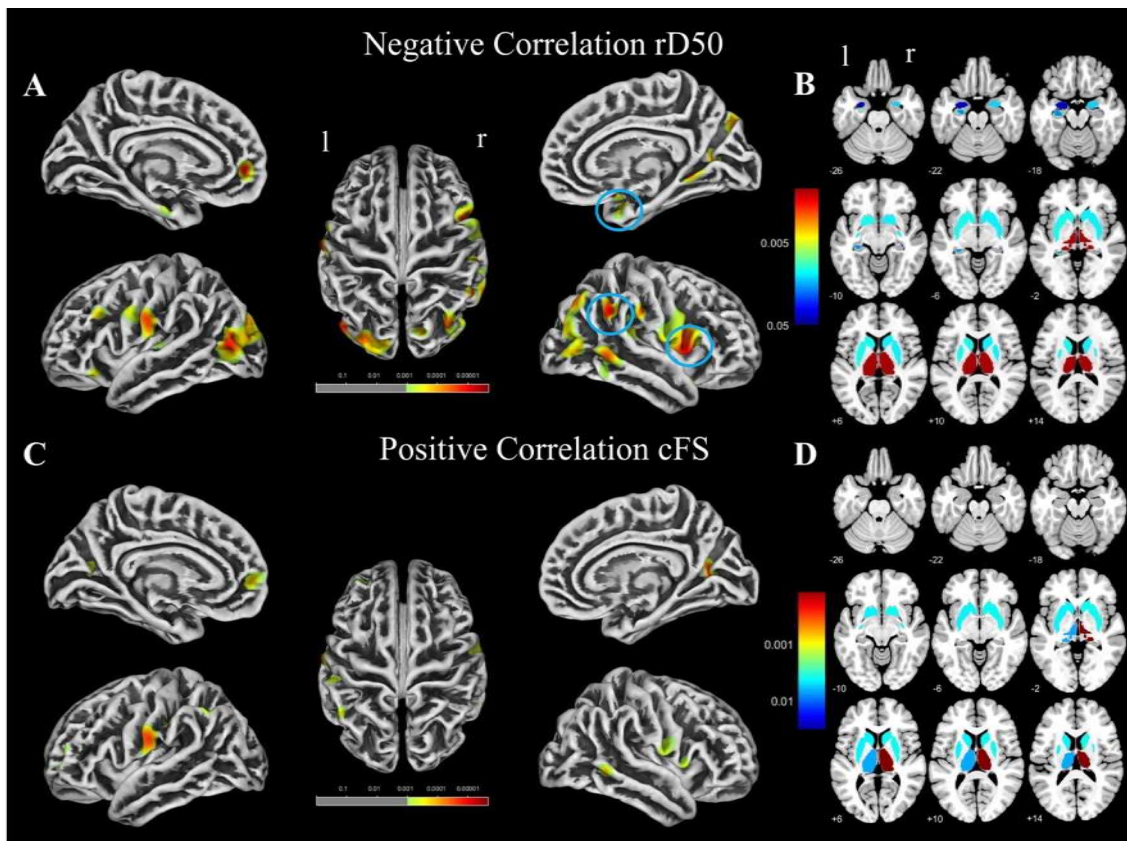 Negative Correlation rD50
A
l
r
0.1 0.01 0.001 0.0001 0.00001
B
l r
-26 -22 -18
0.005
0.05
-10 -6 -2
+6 +10 +14
Positive Correlation cFS
C
0.1 0.01 0.001 0.0001 0.00001
D
-26 -22 -18
0.001
0.01
-10 -6 -2
+6 +10 +14